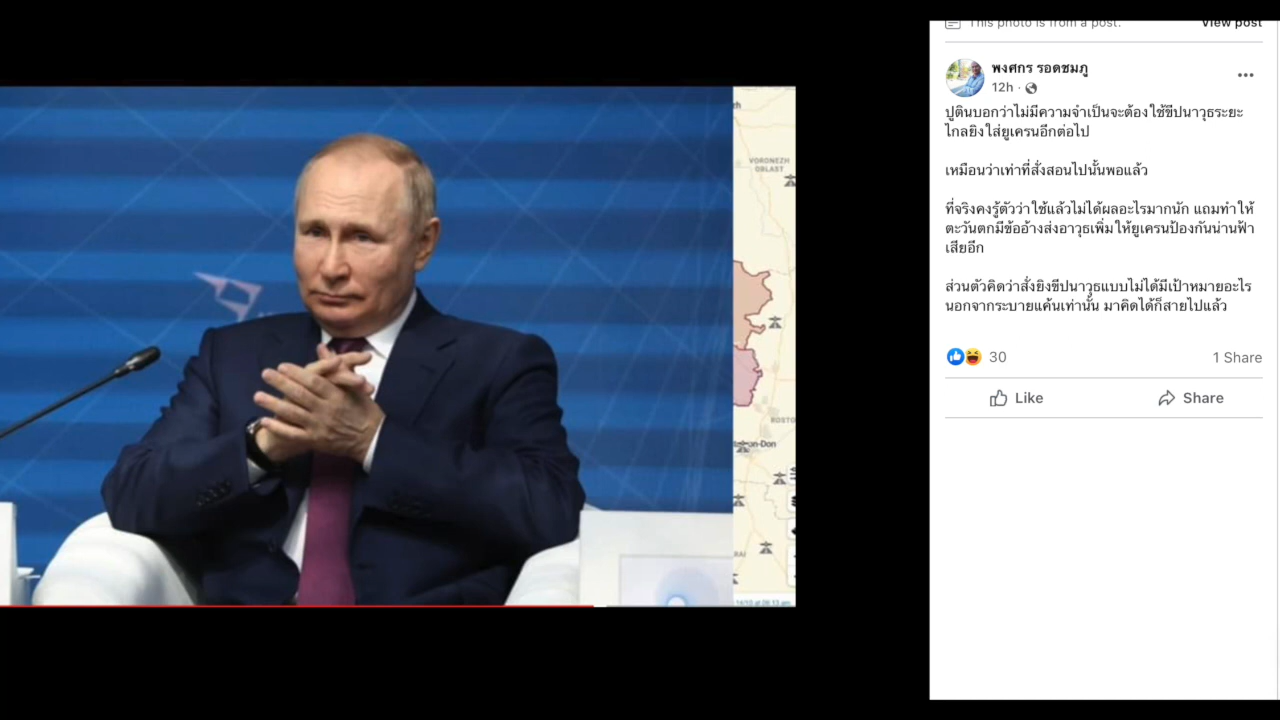 This photo is from a post.
View post
พงศกร รอดชมภู
12h
ปูตินบอกว่าไม่มีความจำเป็นจะต้องใช้ขีปนาวุธระยะ
ไกลยิงใส่ยูเครนอีกต่อไป
เหมือนว่าเท่าที่สั่งสอนไปนั้นพอแล้ว
ที่จริงคงรู้ตัวว่าใช้แล้วไม่ได้ผลอะไรมากนัก แถมทำให้
ตะวันตกมีข้ออ้างส่งอาวุธเพิ่มให้ยูเครนป้องกันน่านฟ้า
เสียอีก
ส่วนตัวคิดว่าสั่งยิงขีปนาวุธแบบไม่ได้มีเป้าหมายอะไร
นอกจากระบายแค้นเท่านั้น มาคิดได้ก็สายไปแล้ว
30
1 Share
Like
Share
VORONEZH
OBLAST
ROSTO
-on-Don